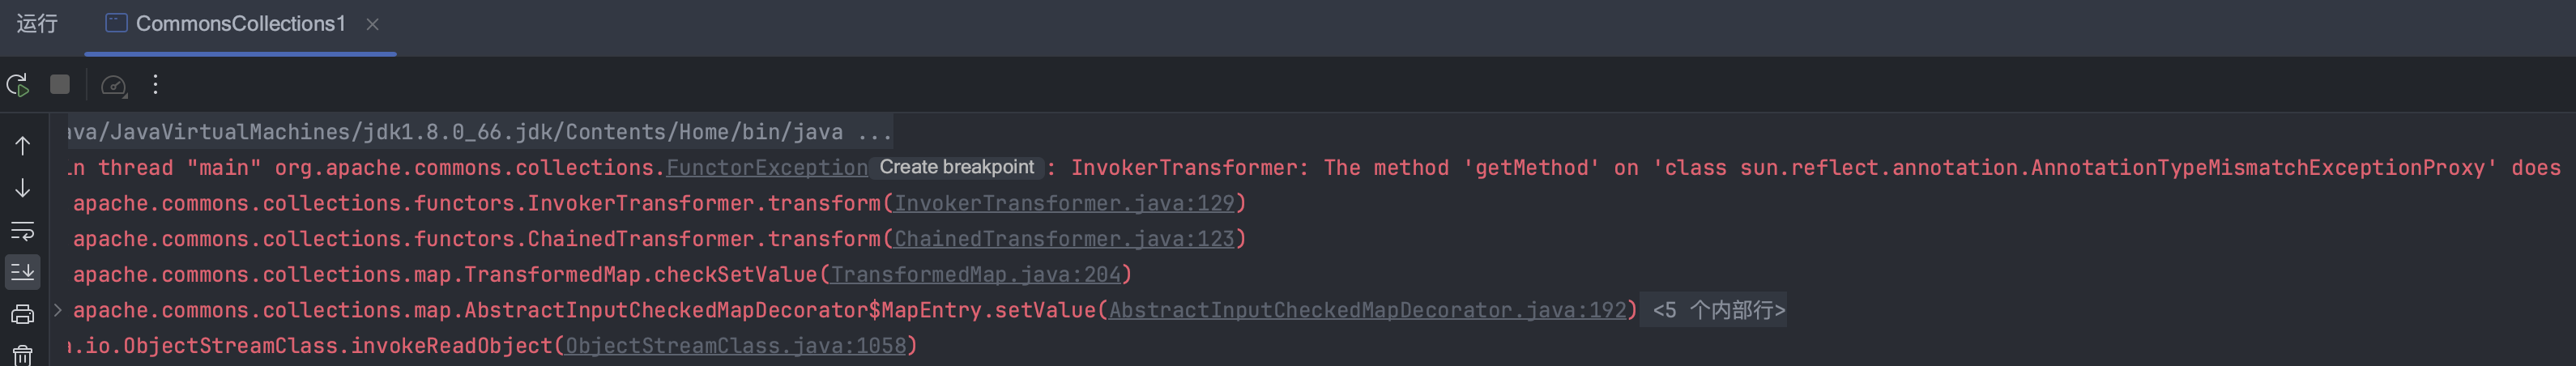 运行 CommonsCollections1
ava/JavaVirtualMachines/jdk1.8.0_66.jdk/Contents/Home/bin/java ...
in thread "main" org.apache.commons.collections.FunctorException Create breakpoint : InvokerTransformer: The method 'getMethod' on 'class sun.reflect.annotation.AnnotationTypeMismatchExceptionProxy' does
apache.commons.collections.functors.InvokerTransformer.transform(InvokerTransformer.java:129)
apache.commons.collections.functors.ChainedTransformer.transform(ChainedTransformer.java:123)
apache.commons.collections.map.TransformedMap.checkSetValue(TransformedMap.java:204)
apache.commons.collections.map.AbstractInputCheckedMapDecorator$MapEntry.setValue(AbstractInputCheckedMapDecorator.java:192) <5 个内部行>
.io.ObjectStreamClass.invokeReadObject(ObjectStreamClass.java:1058)